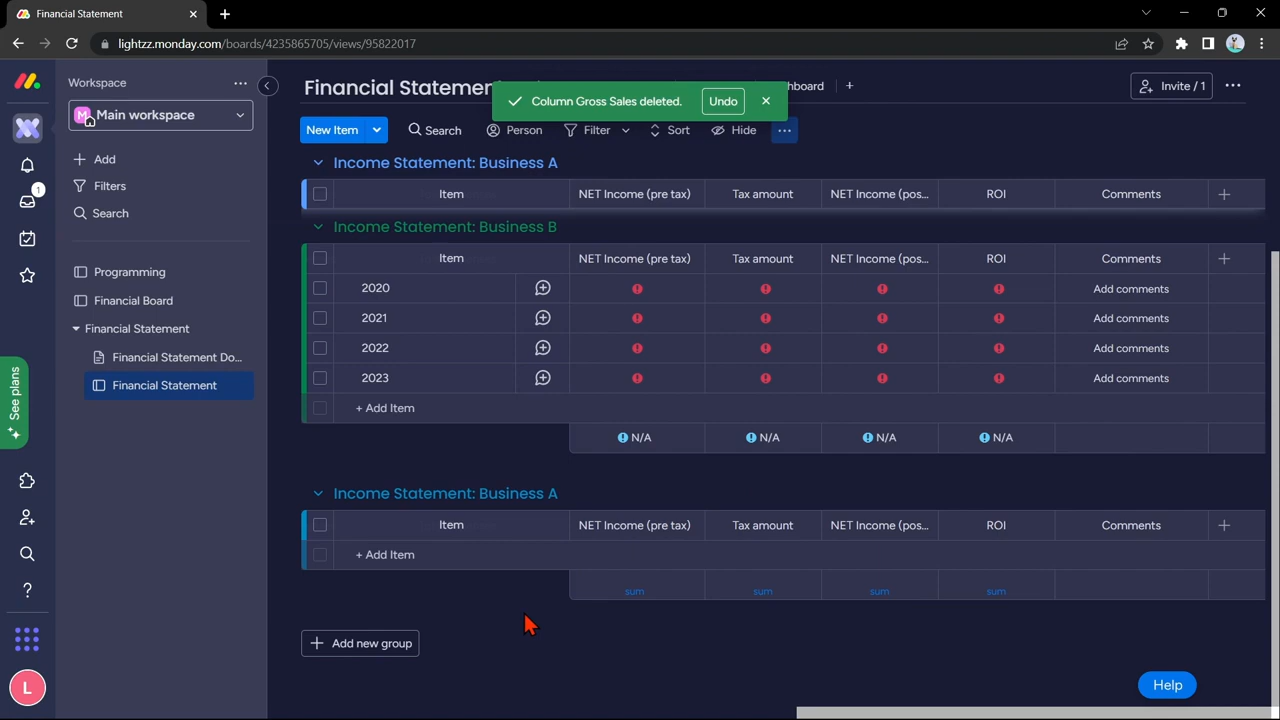 Financial Statement
lightzz.monday.com/boards/4235865705/views/95822017
Workspace
M Main workspace
Add
Filters
Search
Programming
Financial Board
Financial Statement
Financial Statement Do...
Financial Statement
1
See plans
L
Financial Statemen
hboard
Column Gross Sales deleted. Undo
Invite / 1
New Item Search Person Filter Sort Hide
Income Statement: Business A
Item NET Income (pre tax) Tax amount NET Income (pos... ROI Comments
Income Statement: Business B
Item NET Income (pre tax) Tax amount NET Income (pos... ROI Comments
2020 Add comments
2021 Add comments
2022 Add comments
2023 Add comments
+ Add Item
N/A N/A N/A N/A
Income Statement: Business A
Item NET Income (pre tax) Tax amount NET Income (pos... ROI Comments
+ Add Item
sum sum sum sum
Add new group
Help